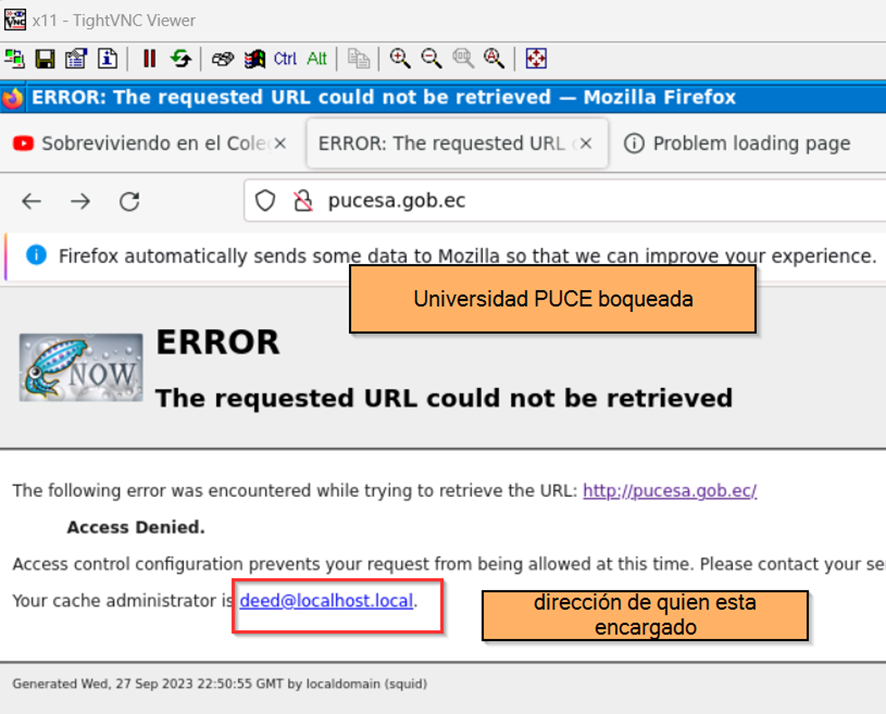 x11 - TightVNC Viewer
Ctrl Alt
ERROR: The requested URL could not be retrieved — Mozilla Firefox
Sobreviviendo en el Cole
ERROR: The requested URL
Problem loading page
pucesa.gob.ec
Firefox automatically sends some data to Mozilla so that we can improve your experience.
Universidad PUCE boqueada
NOW
ERROR
The requested URL could not be retrieved
The following error was encountered while trying to retrieve the URL: http://pucesa.gob.ec/
Access Denied.
Access control configuration prevents your request from being allowed at this time. Please contact your se
Your cache administrator is deed@localhost.local.
dirección de quien esta
encargado
Generated Wed, 27 Sep 2023 22:50:55 GMT by localdomain (squid)